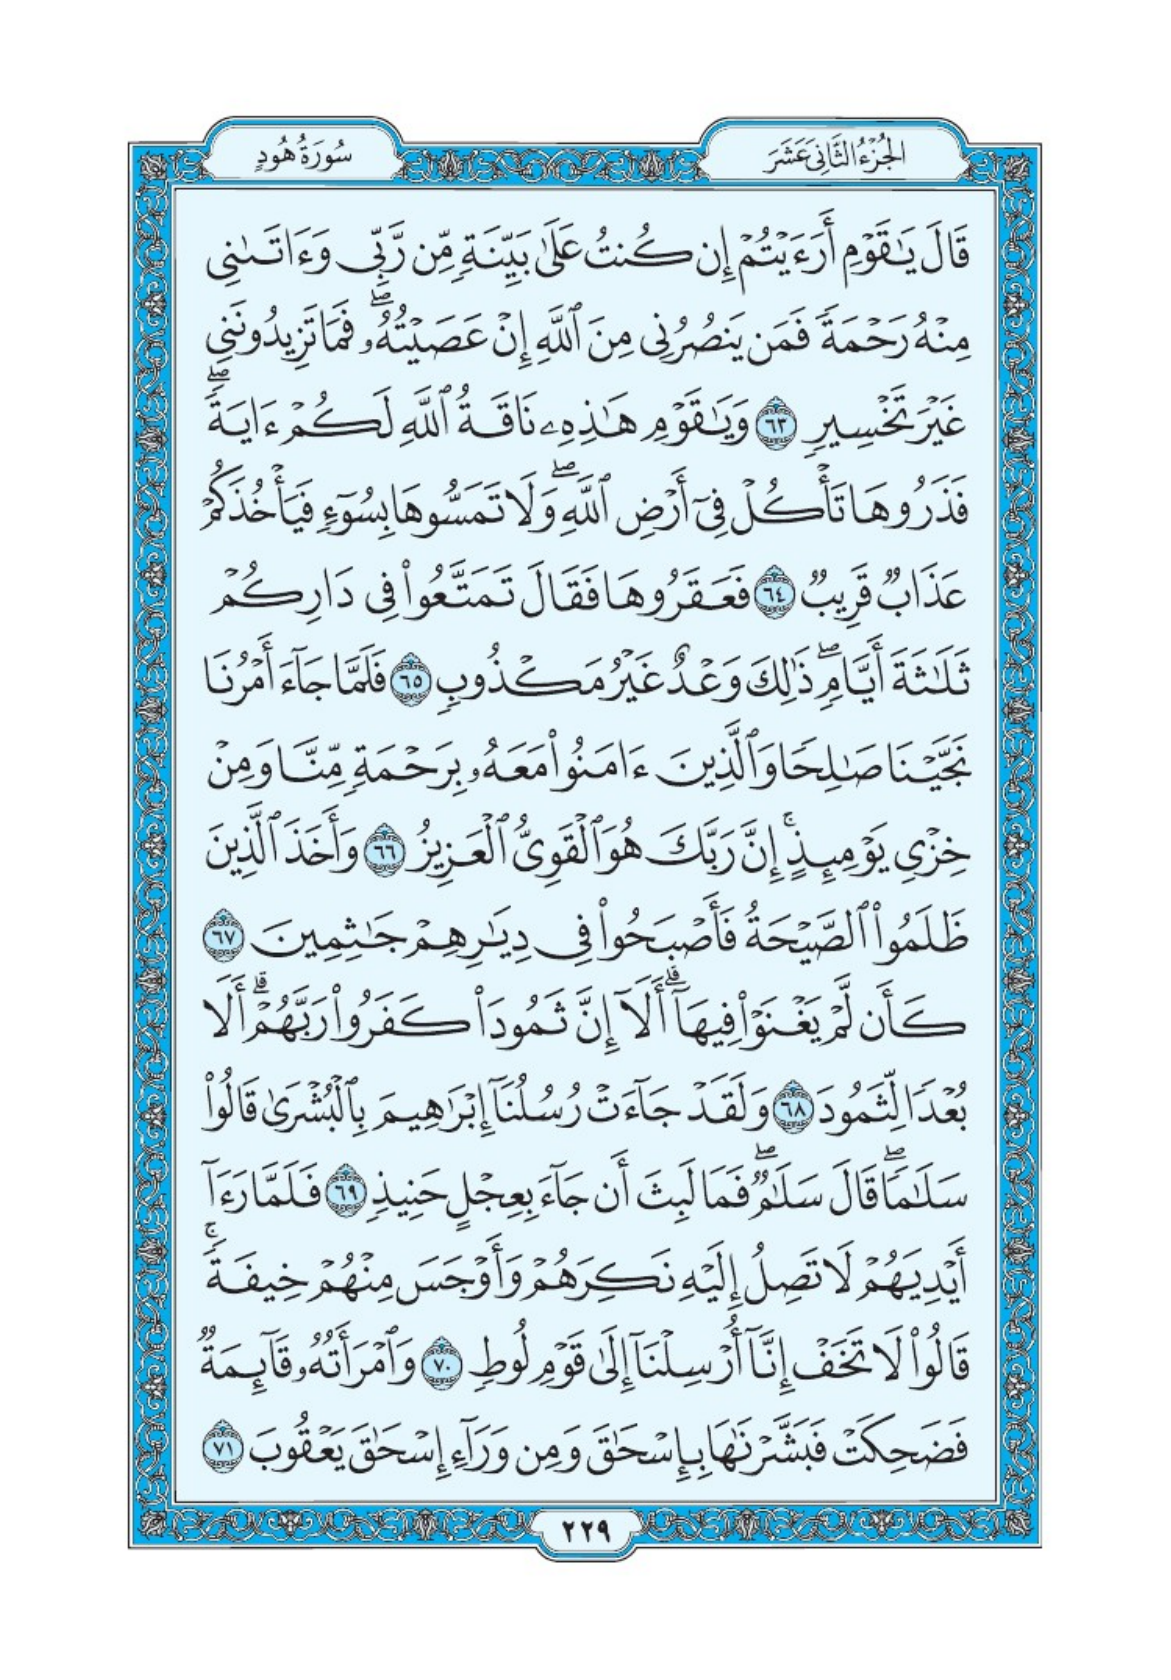 الجُزْءُ الثَّانِي عَشَرَ
سُورَةُ هُودٍ
قَالَ يَٰقَوْمِ أَرَءَيْتُمْ إِن كُنتُ عَلَىٰ بَيِّنَةٍ مِّن رَّبِّى وَءَاتَىٰنِى
مِنْهُ رَحْمَةً فَمَن يَنصُرُنِى مِنَ ٱللَّهِ إِنْ عَصَيْتُهُۥ ۖ فَمَا تَزِيدُونَنِى
غَيْرَ تَخْسِيرٍ ٦٣ وَيَٰقَوْمِ هَٰذِهِۦ نَاقَةُ ٱللَّهِ لَكُمْ ءَايَةً ۖ
فَذَرُوهَا تَأْكُلْ فِىٓ أَرْضِ ٱللَّهِ ۖ وَلَا تَمَسُّوهَا بِسُوٓءٍ فَيَأْخُذَكُمْ
عَذَابٌ قَرِيبٌ ٦٤ فَعَقَرُوهَا فَقَالَ تَمَتَّعُوا۟ فِى دَارِكُمْ
ثَلَٰثَةَ أَيَّامٍ ۖ ذَٰلِكَ وَعْدٌ غَيْرُ مَكْذُوبٍ ٦٥ فَلَمَّا جَآءَ أَمْرُنَا
نَجَّيْنَا صَٰلِحًا وَٱلَّذِينَ ءَامَنُوا۟ مَعَهُۥ بِرَحْمَةٍ مِّنَّا وَمِنْ
خِزْىِ يَوْمِئِذٍ ۗ إِنَّ رَبَّكَ هُوَ ٱلْقَوِىُّ ٱلْعَزِيزُ ٦٦ وَأَخَذَ ٱلَّذِينَ
ظَلَمُوا۟ ٱلصَّيْحَةُ فَأَصْبَحُوا۟ فِى دِيَٰرِهِمْ جَٰثِمِينَ ٦٧
كَأَن لَّمْ يَغْنَوْا۟ فِيهَآ ۗ أَلَآ إِنَّ ثَمُودَا۟ كَفَرُوا۟ رَبَّهُمْ ۗ أَلَا
بُعْدًا لِّثَمُودَ ٦٨ وَلَقَدْ جَآءَتْ رُسُلُنَآ إِبْرَٰهِيمَ بِٱلْبُشْرَىٰ قَالُوا۟
سَلَٰمًا ۖ قَالَ سَلَٰمٌ ۖ فَمَا لَبِثَ أَن جَآءَ بِعِجْلٍ حَنِيذٍ ٦٩ فَلَمَّا رَءَآ
أَيْدِيَهُمْ لَا تَصِلُ إِلَيْهِ نَكِرَهُمْ وَأَوْجَسَ مِنْهُمْ خِيفَةً ۚ
قَالُوا۟ لَا تَخَفْ إِنَّآ أُرْسِلْنَآ إِلَىٰ قَوْمِ لُوطٍ ٧٠ وَٱمْرَأَتُهُۥ قَآئِمَةٌ
فَضَحِكَتْ فَبَشَّرْنَٰهَا بِإِسْحَٰقَ وَمِن وَرَآءِ إِسْحَٰقَ يَعْقُوبَ ٧١
٢٢٩